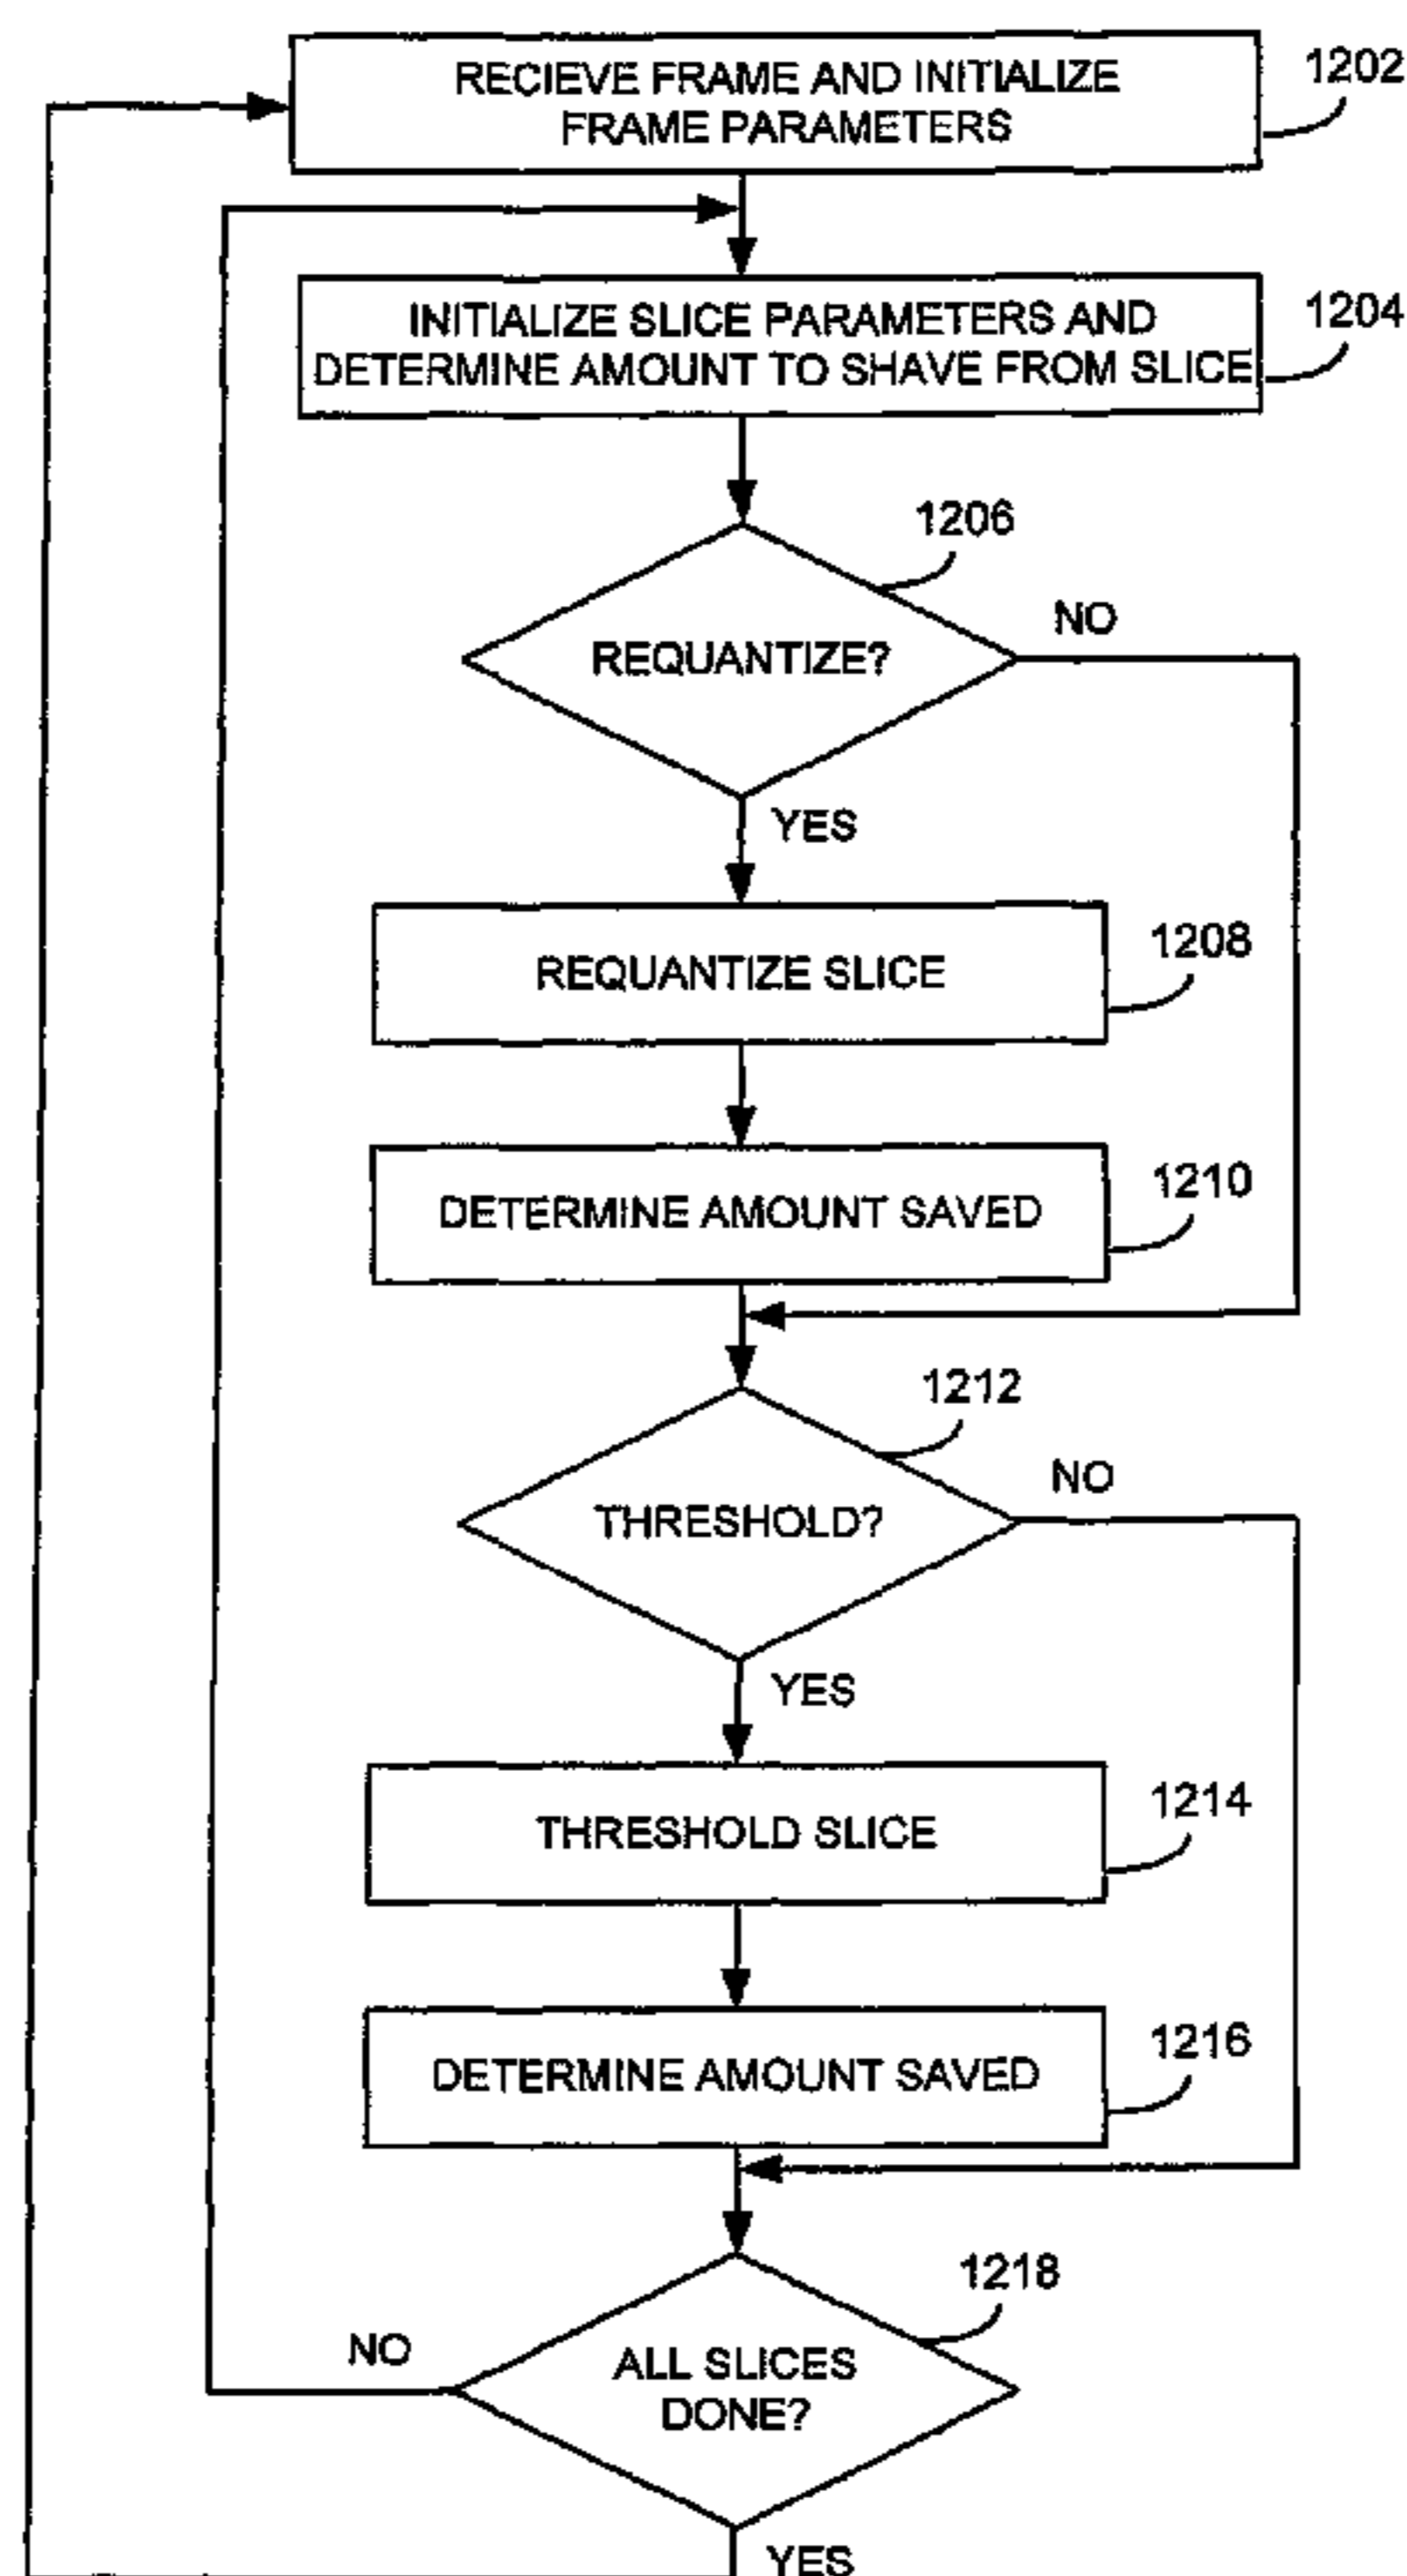 RECIEVE FRAME AND INITIALIZE
FRAME PARAMETERS
1202
INITIALIZE SLICE PARAMETERS AND
DETERMINE AMOUNT TO SHAVE FROM SLICE
1204
1206
REQUANTIZE?
NO
YES
REQUANTIZE SLICE
1208
DETERMINE AMOUNT SAVED
1210
1212
THRESHOLD?
NO
YES
THRESHOLD SLICE
1214
DETERMINE AMOUNT SAVED
1216
1218
ALL SLICES
DONE?
NO
YES